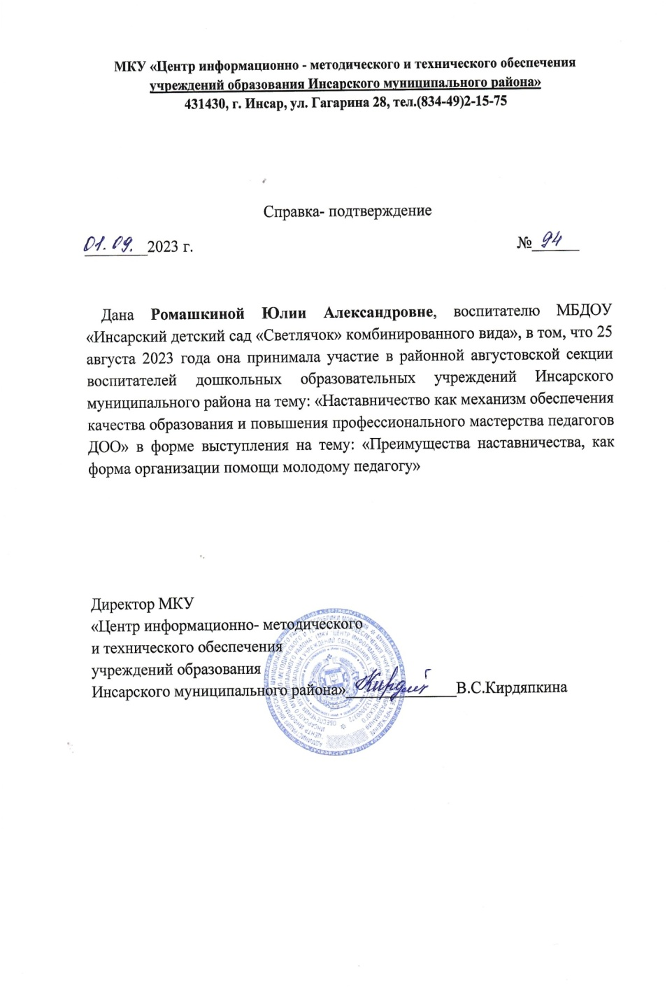 МКУ «Центр информационно - методического и технического обеспечения
учреждений образования Инсарского муниципального района»
431430, г. Инсар, ул. Гагарина 28, тел.(834-49)2-15-75
Справка- подтверждение
01.09. 2023 г. № 94
Дана Ромашкиной Юлии Александровне, воспитателю МБДОУ
«Инсарский детский сад «Светлячок» комбинированного вида», в том, что 25
августа 2023 года она принимала участие в районной августовской секции
воспитателей дошкольных образовательных учреждений Инсарского
муниципального района на тему: «Наставничество как механизм обеспечения
качества образования и повышения профессионального мастерства педагогов
ДОО» в форме выступления на тему: «Преимущества наставничества, как
форма организации помощи молодому педагогу»
Директор МКУ
«Центр информационно- методического
и технического обеспечения
учреждений образования
Инсарского муниципального района» В.С.Кирдяпкина